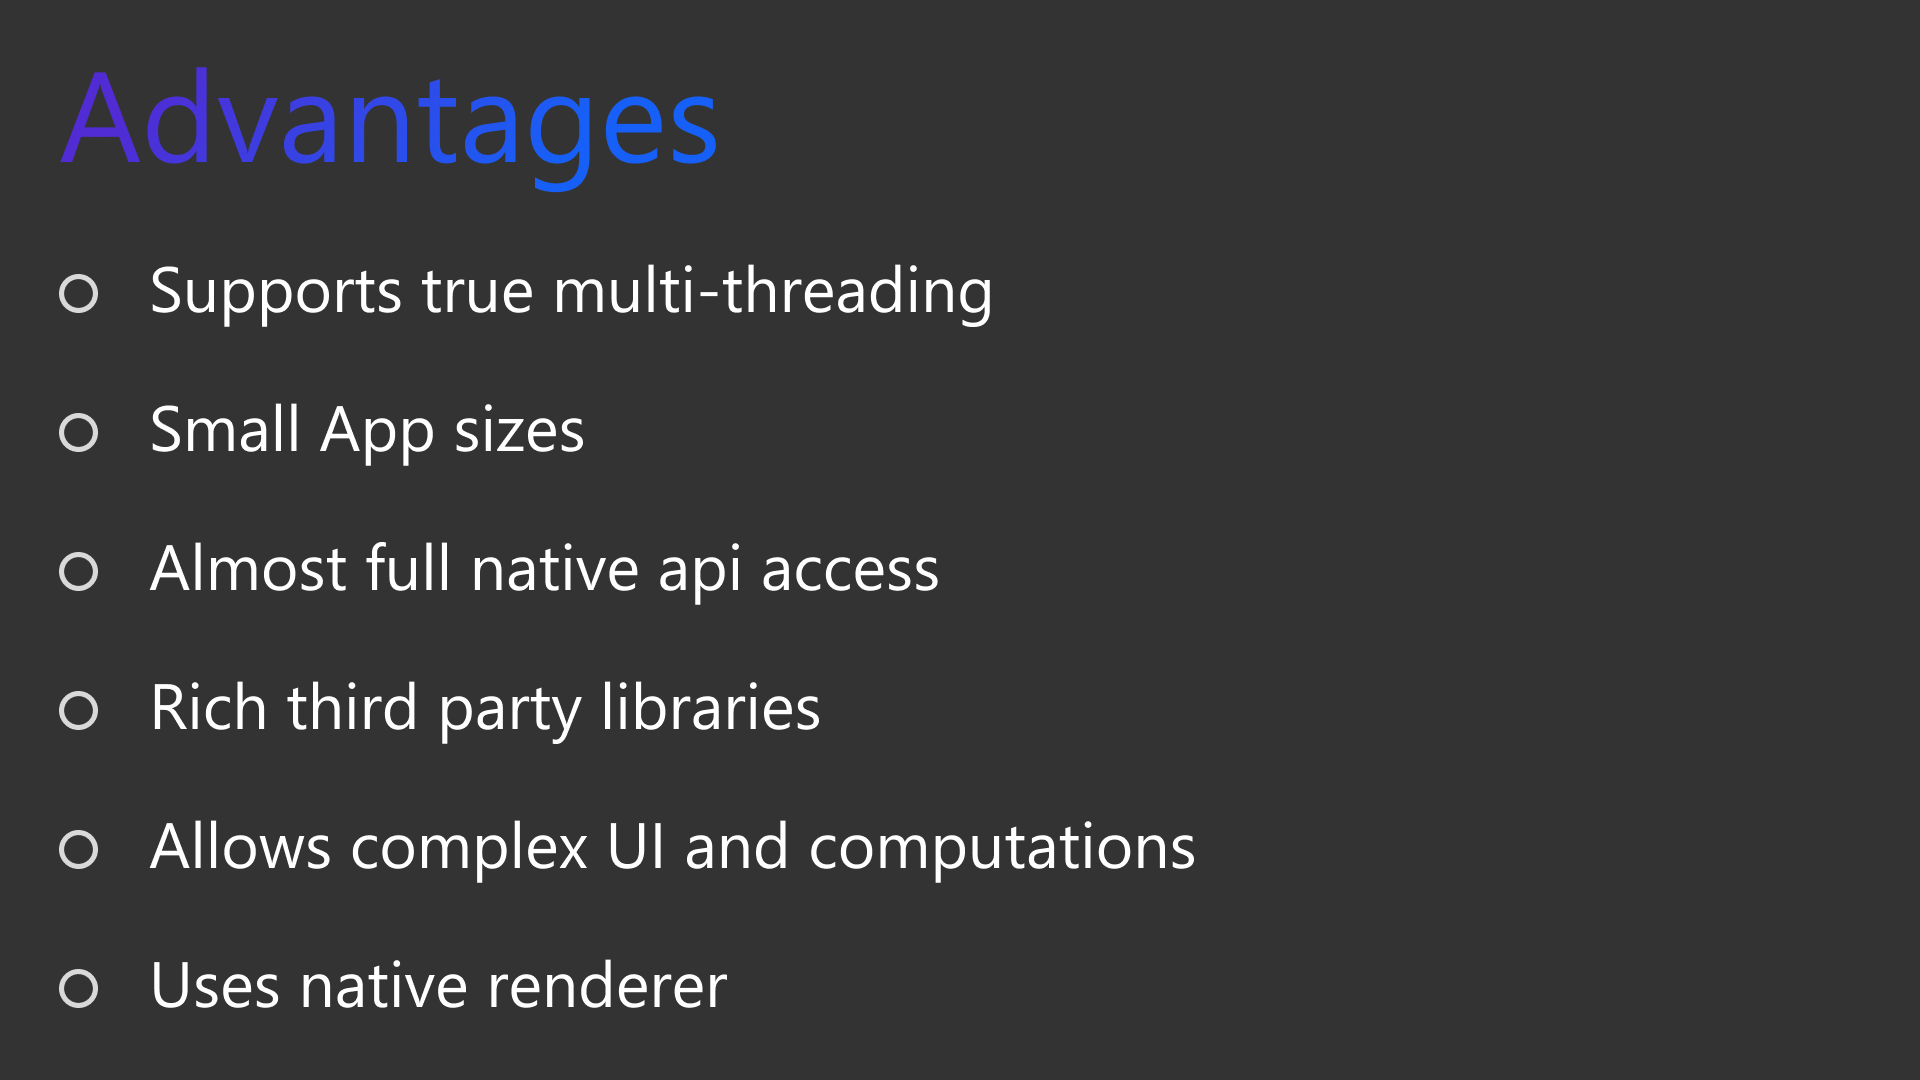 Advantages
Supports true multi-threading
Small App sizes
Almost full native api access
Rich third party libraries
Allows complex UI and computations
Uses native renderer